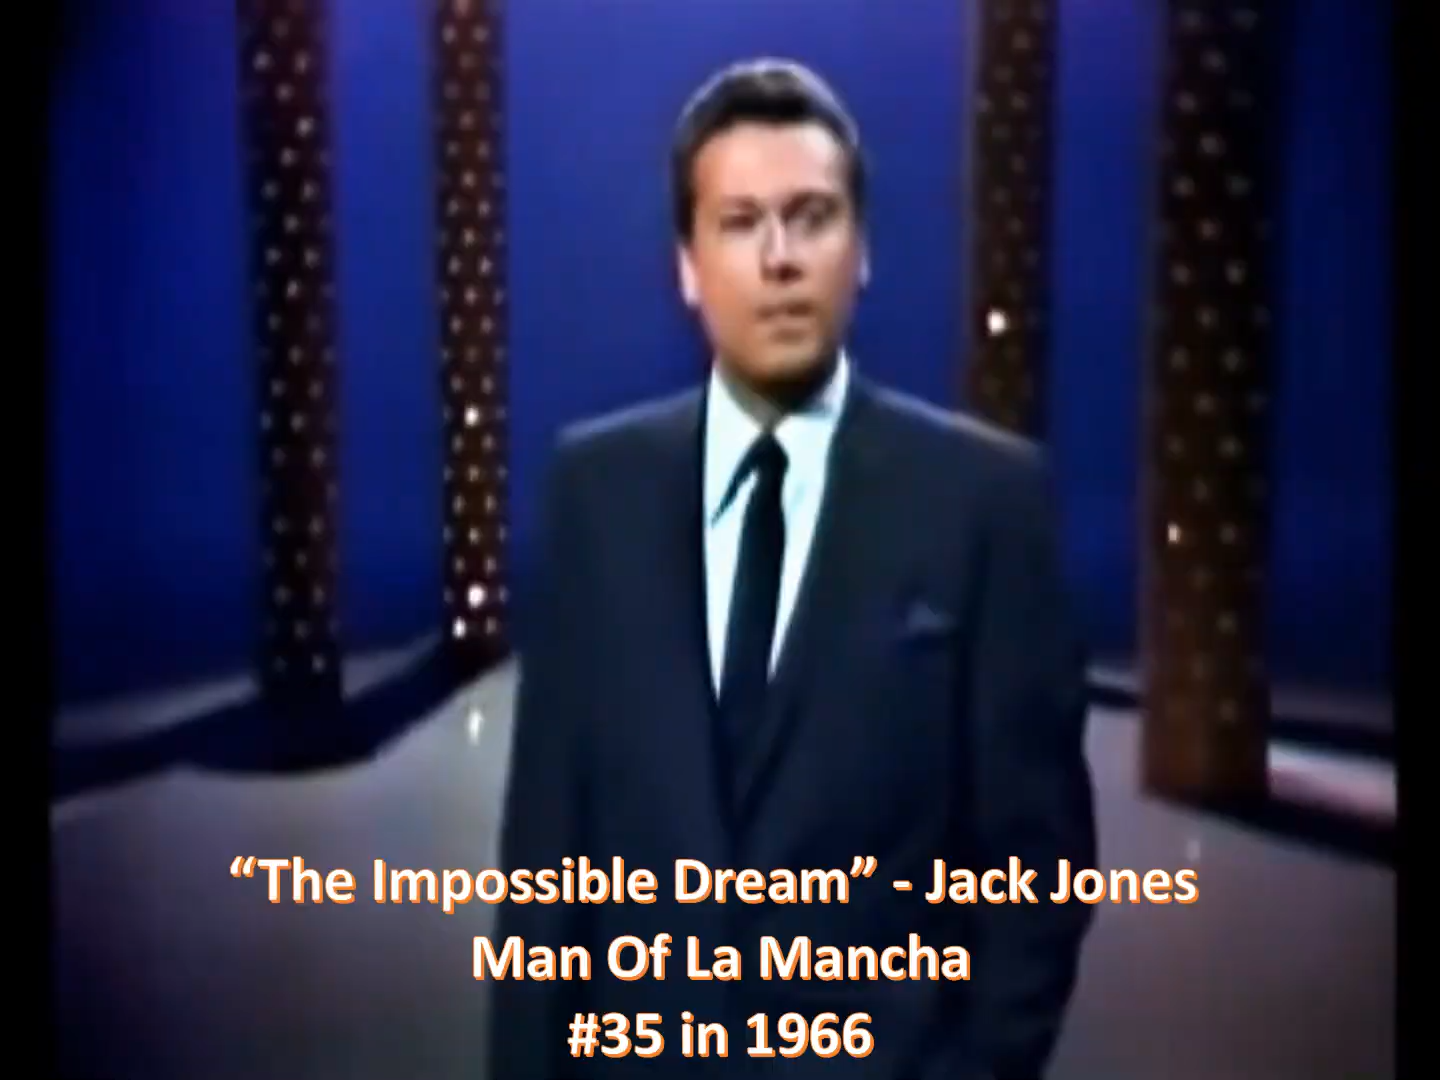 “The Impossible Dream” - Jack Jones
Man Of La Mancha
#35 in 1966